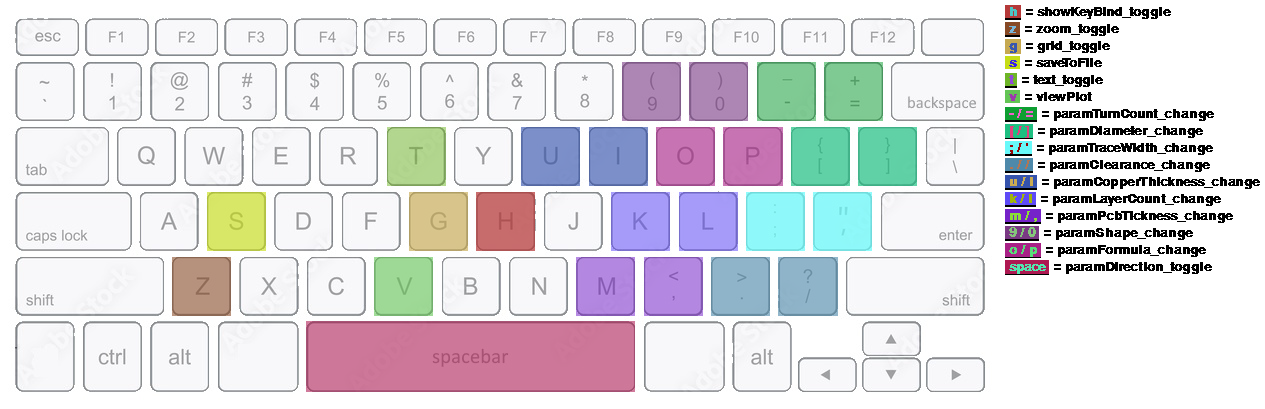 esc F1 F2 F3 F4 F5 F6 F7 F8 F9 F10 F11 F12
~ ! @ # $ % ^ & * ( ) _ +
` 1 2 3 4 5 6 7 8 9 0 - = backspace
tab Q W E R T Y U I O P { [ } ] | \
caps lock A S D F G H J K L : ; " ' enter
shift Z X C V B N M < , > . ? / shift
ctrl alt spacebar alt
h = showKeyBind_toggle
z = zoom_toggle
g = grid_toggle
s = saveToFile
t = text_toggle
v = viewPlot
- / = = paramTurnCount_change
[ / ] = paramDiameter_change
; / ' = paramTraceWidth_change
. / / = paramClearance_change
u / i = paramCopperThickness_change
k / l = paramLayerCount_change
m / , = paramPcbTickness_change
9 / 0 = paramShape_change
o / p = paramFormula_change
space = paramDirection_toggle